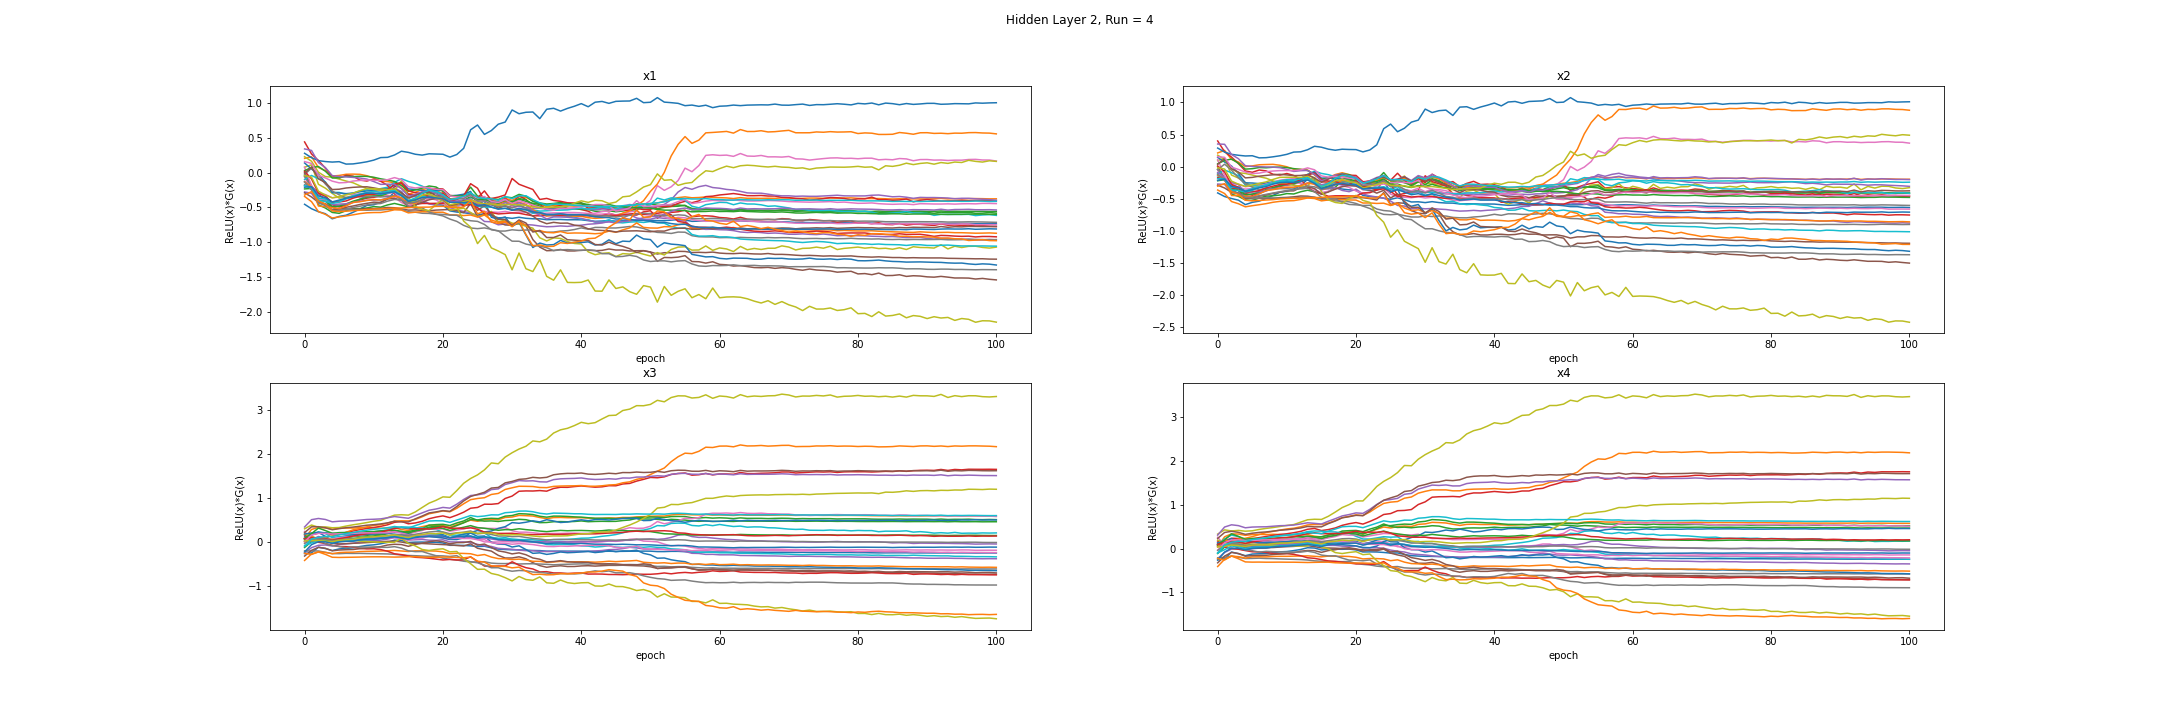 Hidden Layer 2, Run = 4
x1
1.0
0.5
0.0
−0.5
−1.0
−1.5
−2.0
ReLU(x)*G(x)
0 20 40 60 80 100
epoch
x2
1.0
0.5
0.0
−0.5
−1.0
−1.5
−2.0
−2.5
ReLU(x)*G(x)
0 20 40 60 80 100
epoch
x3
3
2
1
0
−1
ReLU(x)*G(x)
0 20 40 60 80 100
epoch
x4
3
2
1
0
−1
ReLU(x)*G(x)
0 20 40 60 80 100
epoch